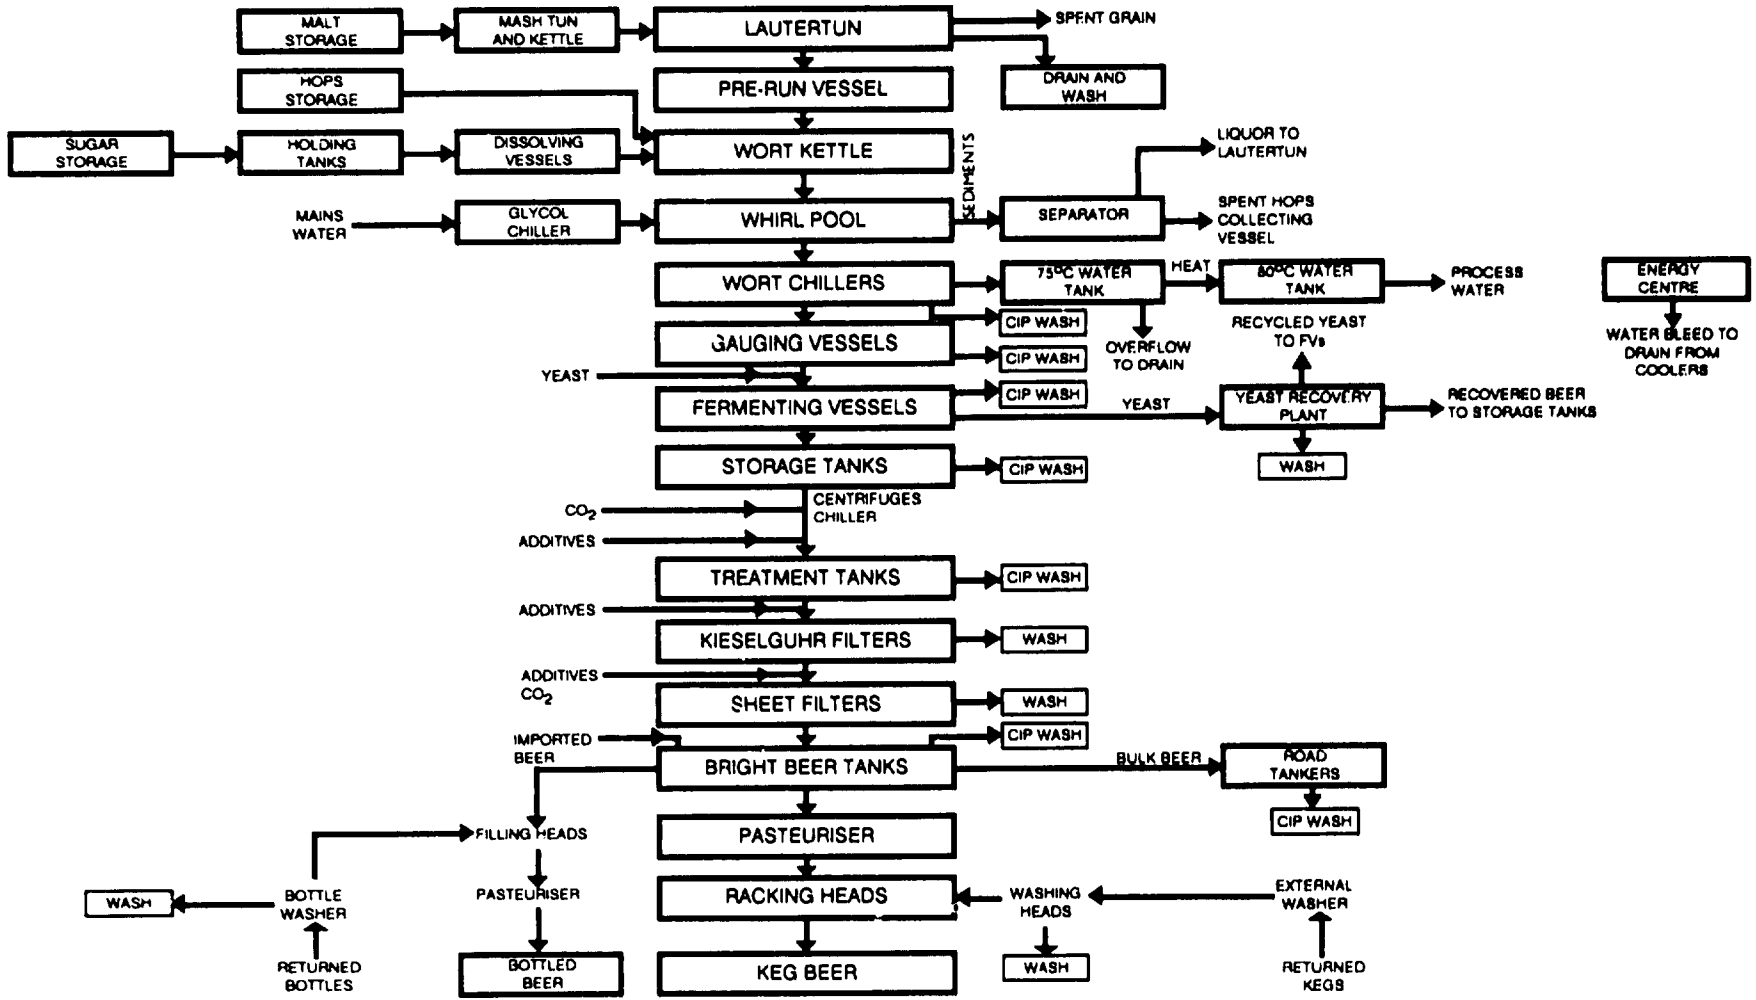 MALT
STORAGE
MASH TUN
AND KETTLE
LAUTERTUN
SPENT GRAIN
DRAIN AND
WASH
HOPS
STORAGE
PRE-RUN VESSEL
SUGAR
STORAGE
HOLDING
TANKS
DISSOLVING
VESSELS
WORT KETTLE
SEDIMENTS
LIQUOR TO
LAUTERTUN
MAINS
WATER
GLYCOL
CHILLER
WHIRL POOL
SEPARATOR
SPENT HOPS
COLLECTING
VESSEL
WORT CHILLERS
75°C WATER
TANK
HEAT
80°C WATER
TANK
PROCESS
WATER
ENERGY
CENTRE
CIP WASH
OVERFLOW
TO DRAIN
RECYCLED YEAST
TO FVs
WATER BLEED TO
DRAIN FROM
COOLERS
GAUGING VESSELS
CIP WASH
YEAST
CIP WASH
FERMENTING VESSELS
YEAST
YEAST RECOVERY
PLANT
RECOVERED BEER
TO STORAGE TANKS
WASH
STORAGE TANKS
CIP WASH
CENTRIFUGES
CHILLER
CO2
ADDITIVES
TREATMENT TANKS
CIP WASH
ADDITIVES
KIESELGUHR FILTERS
WASH
ADDITIVES
CO2
SHEET FILTERS
WASH
IMPORTED
BEER
CIP WASH
BRIGHT BEER TANKS
BULK BEER
ROAD
TANKERS
CIP WASH
FILLING HEADS
PASTEURISER
WASH
BOTTLE
WASHER
PASTEURISER
RACKING HEADS
WASHING
HEADS
EXTERNAL
WASHER
RETURNED
BOTTLES
BOTTLED
BEER
KEG BEER
WASH
RETURNED
KEGS